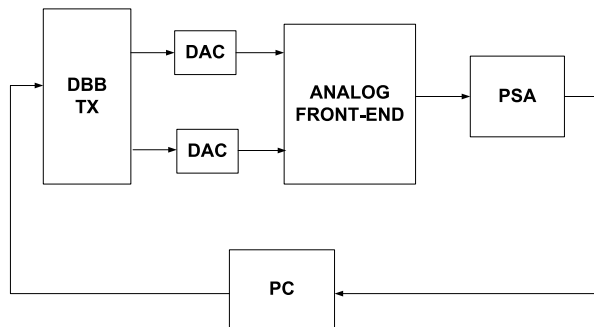 DBB
TX
DAC
DAC
ANALOG
FRONT-END
PSA
PC